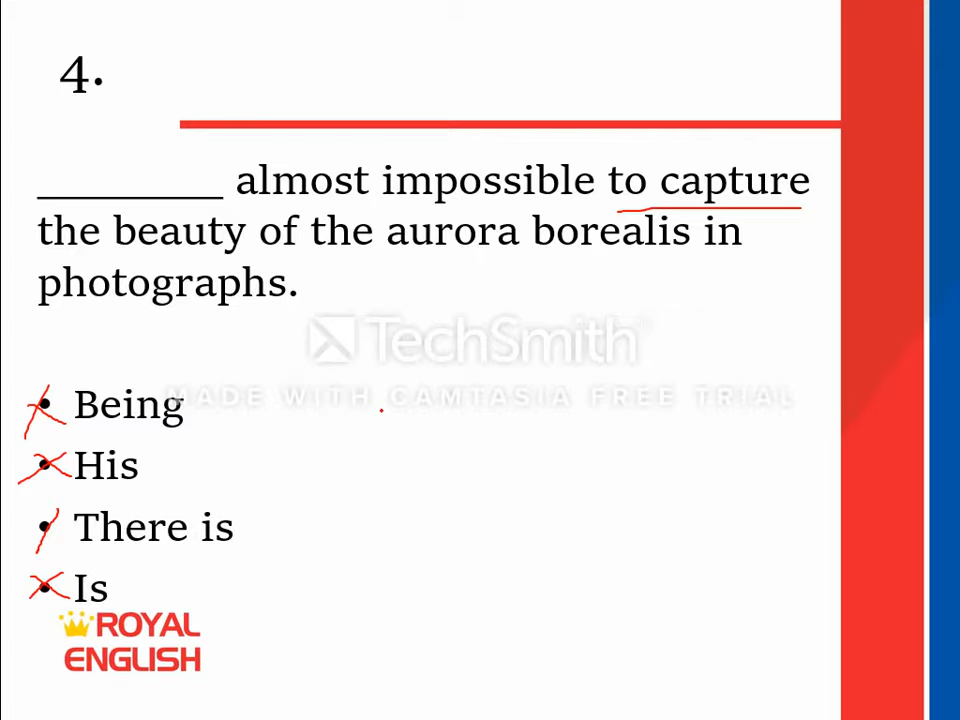 4.
_________ almost impossible to capture
the beauty of the aurora borealis in
photographs.
TechSmith
MADE WITH CAMTASIA FREE TRIAL
• Being
• His
• There is
• Is
ROYAL
ENGLISH